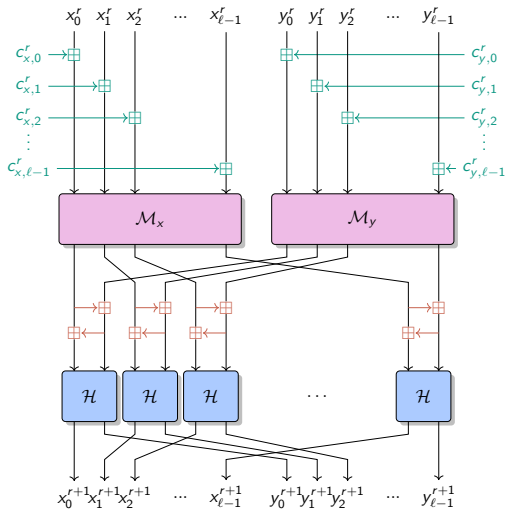 x_0^r x_1^r x_2^r ... x_{ℓ−1}^r y_0^r y_1^r y_2^r ... y_{ℓ−1}^r
c_{x,0}^r c_{y,0}^r
c_{x,1}^r c_{y,1}^r
c_{x,2}^r c_{y,2}^r
⋮ ⋮
c_{x,ℓ−1}^r c_{y,ℓ−1}^r
ℳ_x ℳ_y
ℋ ℋ ℋ ... ℋ
x_0^{r+1} x_1^{r+1} x_2^{r+1} ... x_{ℓ−1}^{r+1} y_0^{r+1} y_1^{r+1} y_2^{r+1} ... y_{ℓ−1}^{r+1}